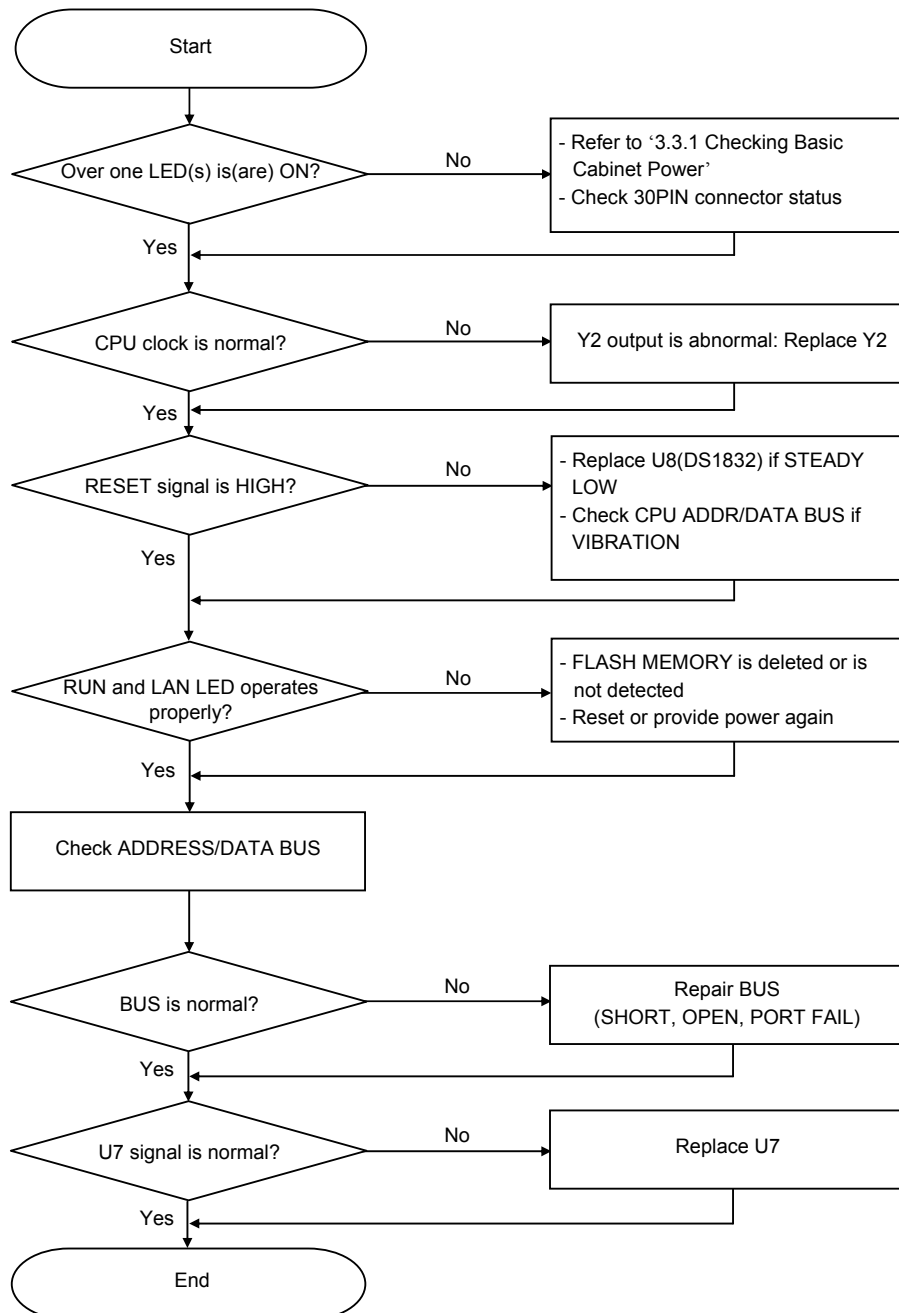 Start
Over one LED(s) is(are) ON?
No
- Refer to ‘3.3.1 Checking Basic
Cabinet Power’
- Check 30PIN connector status
Yes
CPU clock is normal?
No
Y2 output is abnormal: Replace Y2
Yes
RESET signal is HIGH?
No
- Replace U8(DS1832) if STEADY
LOW
- Check CPU ADDR/DATA BUS if
VIBRATION
Yes
RUN and LAN LED operates
properly?
No
- FLASH MEMORY is deleted or is
not detected
- Reset or provide power again
Yes
Check ADDRESS/DATA BUS
BUS is normal?
No
Repair BUS
(SHORT, OPEN, PORT FAIL)
Yes
U7 signal is normal?
No
Replace U7
Yes
End